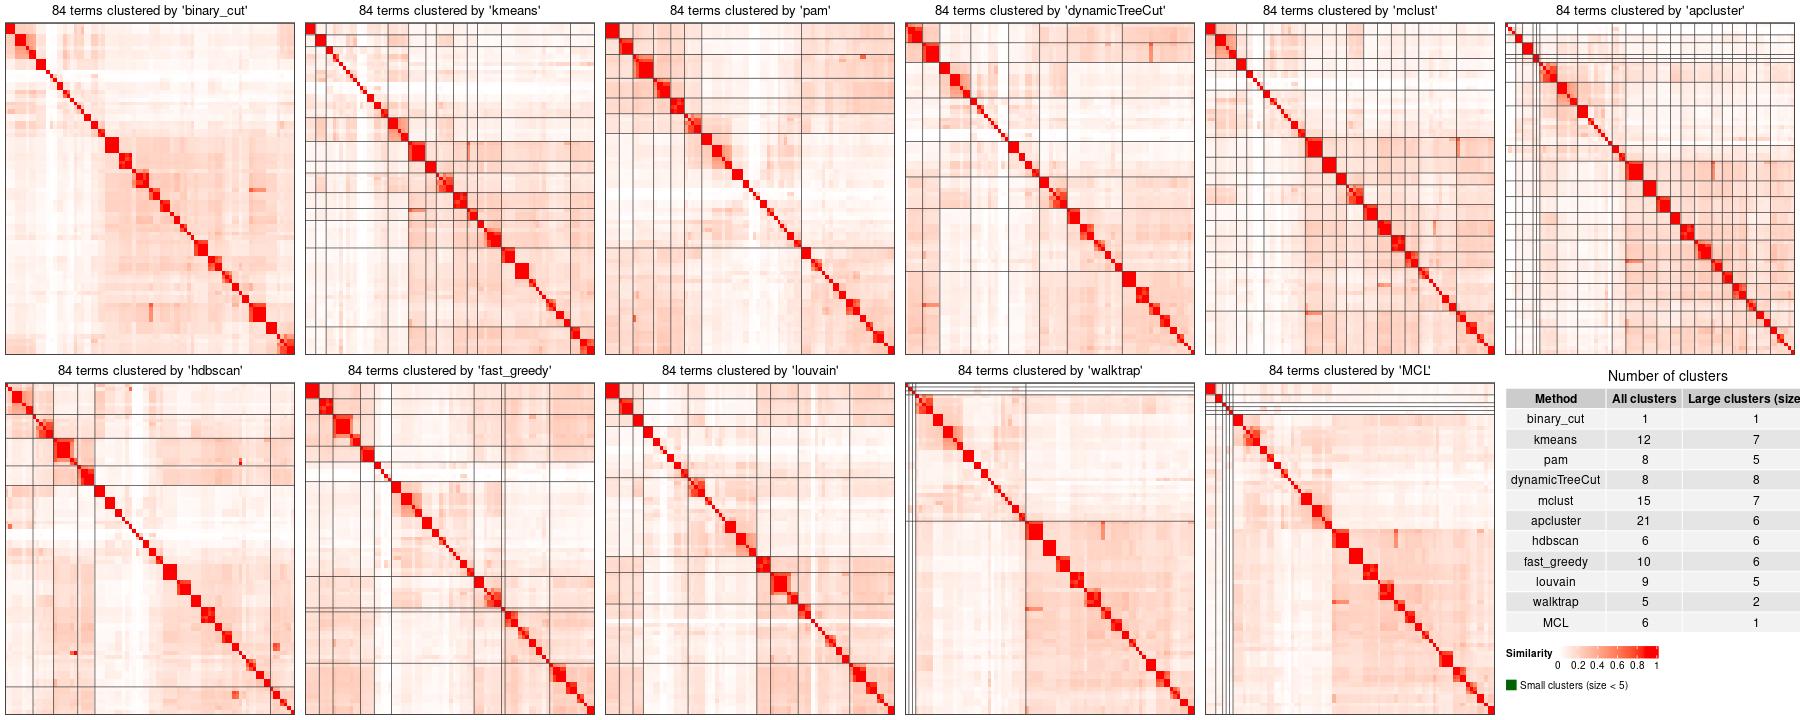 84 terms clustered by 'binary_cut'
84 terms clustered by 'kmeans'
84 terms clustered by 'pam'
84 terms clustered by 'dynamicTreeCut'
84 terms clustered by 'mclust'
84 terms clustered by 'apcluster'
84 terms clustered by 'hdbscan'
84 terms clustered by 'fast_greedy'
84 terms clustered by 'louvain'
84 terms clustered by 'walktrap'
84 terms clustered by 'MCL'
Number of clusters
Method All clusters Large clusters (size
binary_cut 1 1
kmeans 12 7
pam 8 5
dynamicTreeCut 8 8
mclust 15 7
apcluster 21 6
hdbscan 6 6
fast_greedy 10 6
louvain 9 5
walktrap 5 2
MCL 6 1
Similarity
0 0.2 0.4 0.6 0.8 1
Small clusters (size < 5)